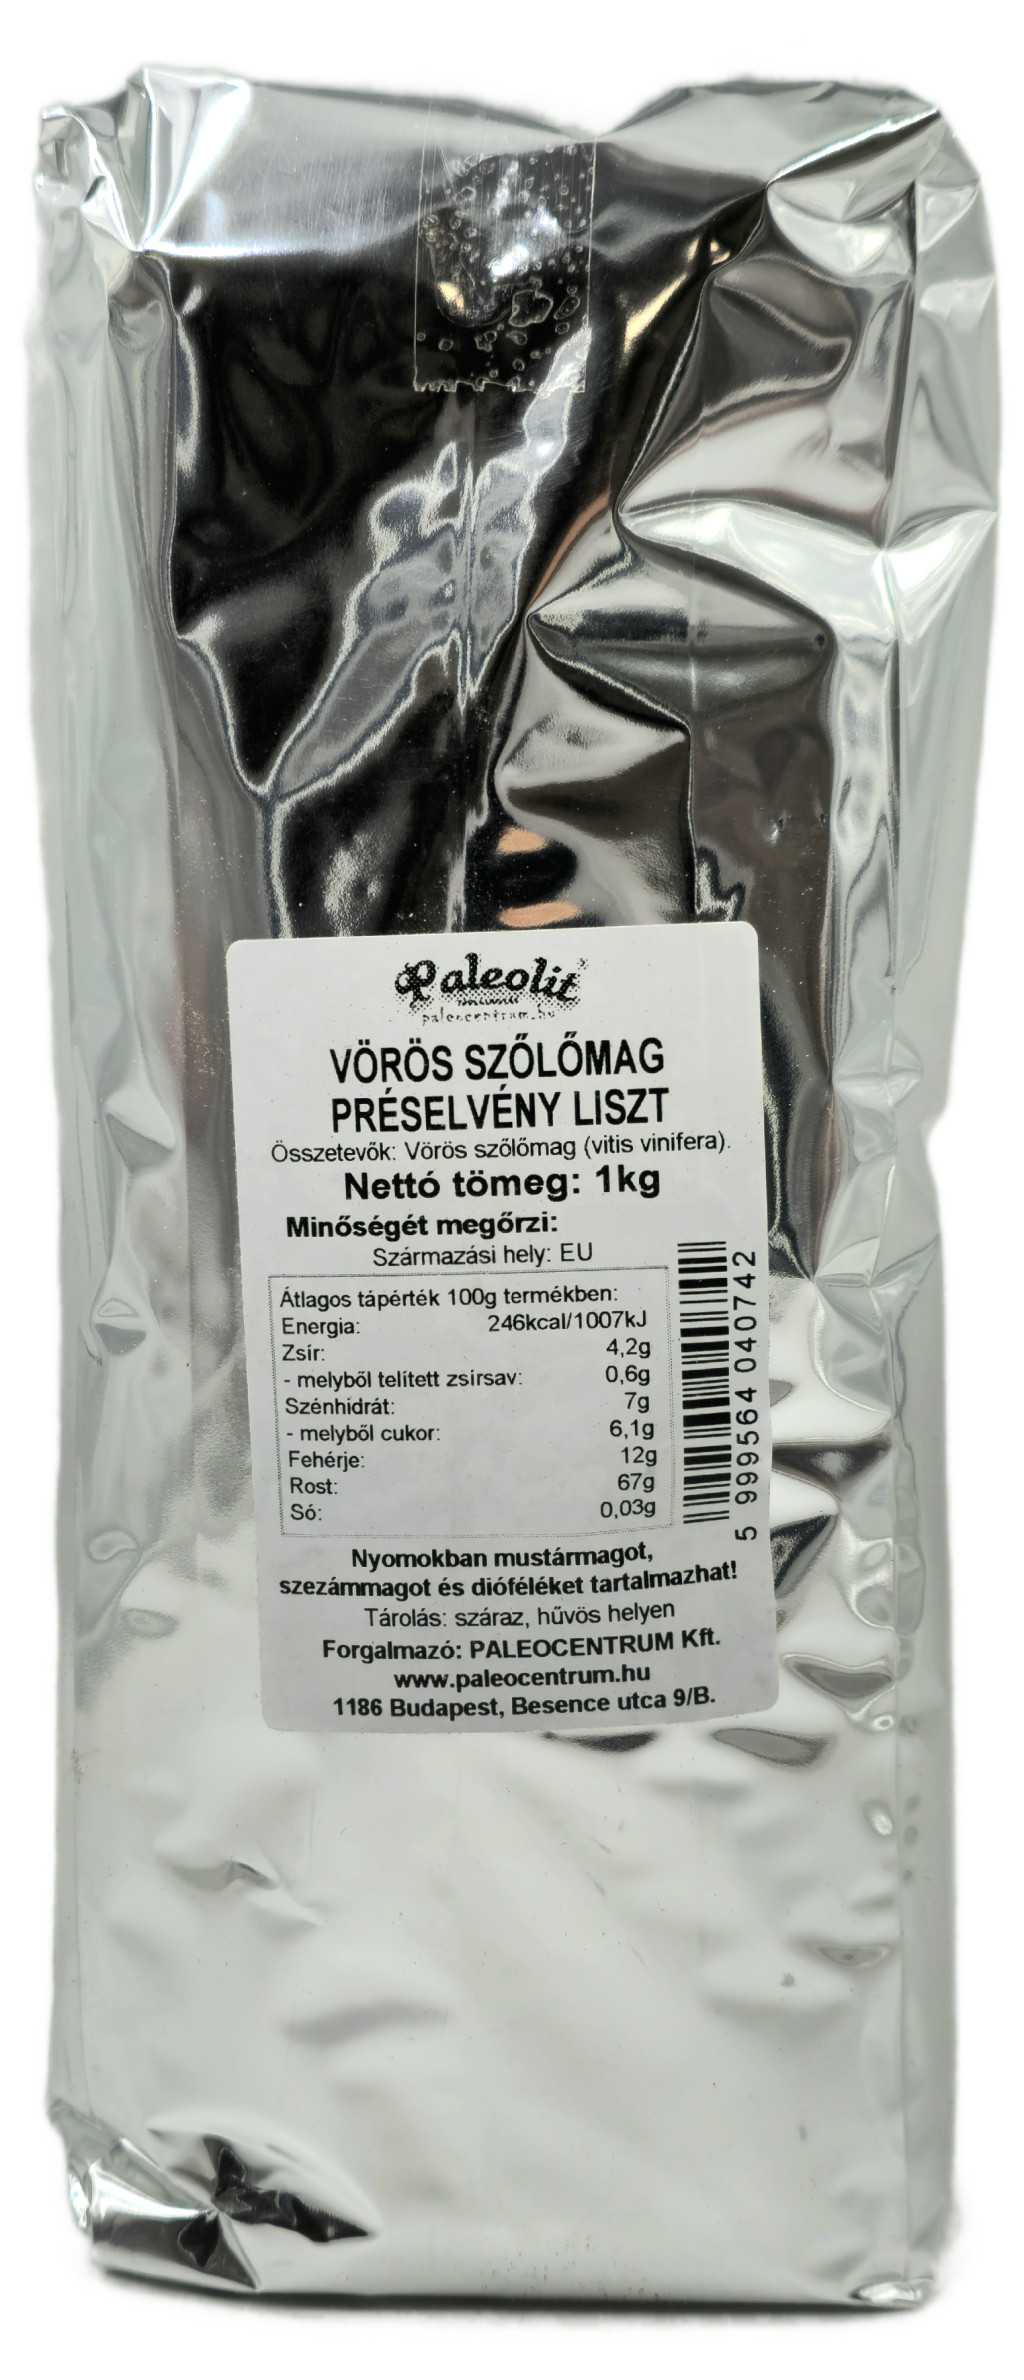 Paleolit
paleocentrum.hu
VÖRÖS SZŐLŐMAG
PRÉSELVÉNY LISZT
Összetevők: Vörös szőlőmag (vitis vinifera).
Nettó tömeg: 1kg
Minőségét megőrzi:
Származási hely: EU
Átlagos tápérték 100g termékben:
Energia: 246kcal/1007kJ
Zsír: 4,2g
- melyből telített zsírsav: 0,6g
Szénhidrát: 7g
- melyből cukor: 6,1g
Fehérje: 12g
Rost: 67g
Só: 0,03g
5 999564 040742
Nyomokban mustármagot,
szezámmagot és dióféléket tartalmazhat!
Tárolás: száraz, hűvös helyen
Forgalmazó: PALEOCENTRUM Kft.
www.paleocentrum.hu
1186 Budapest, Besence utca 9/B.